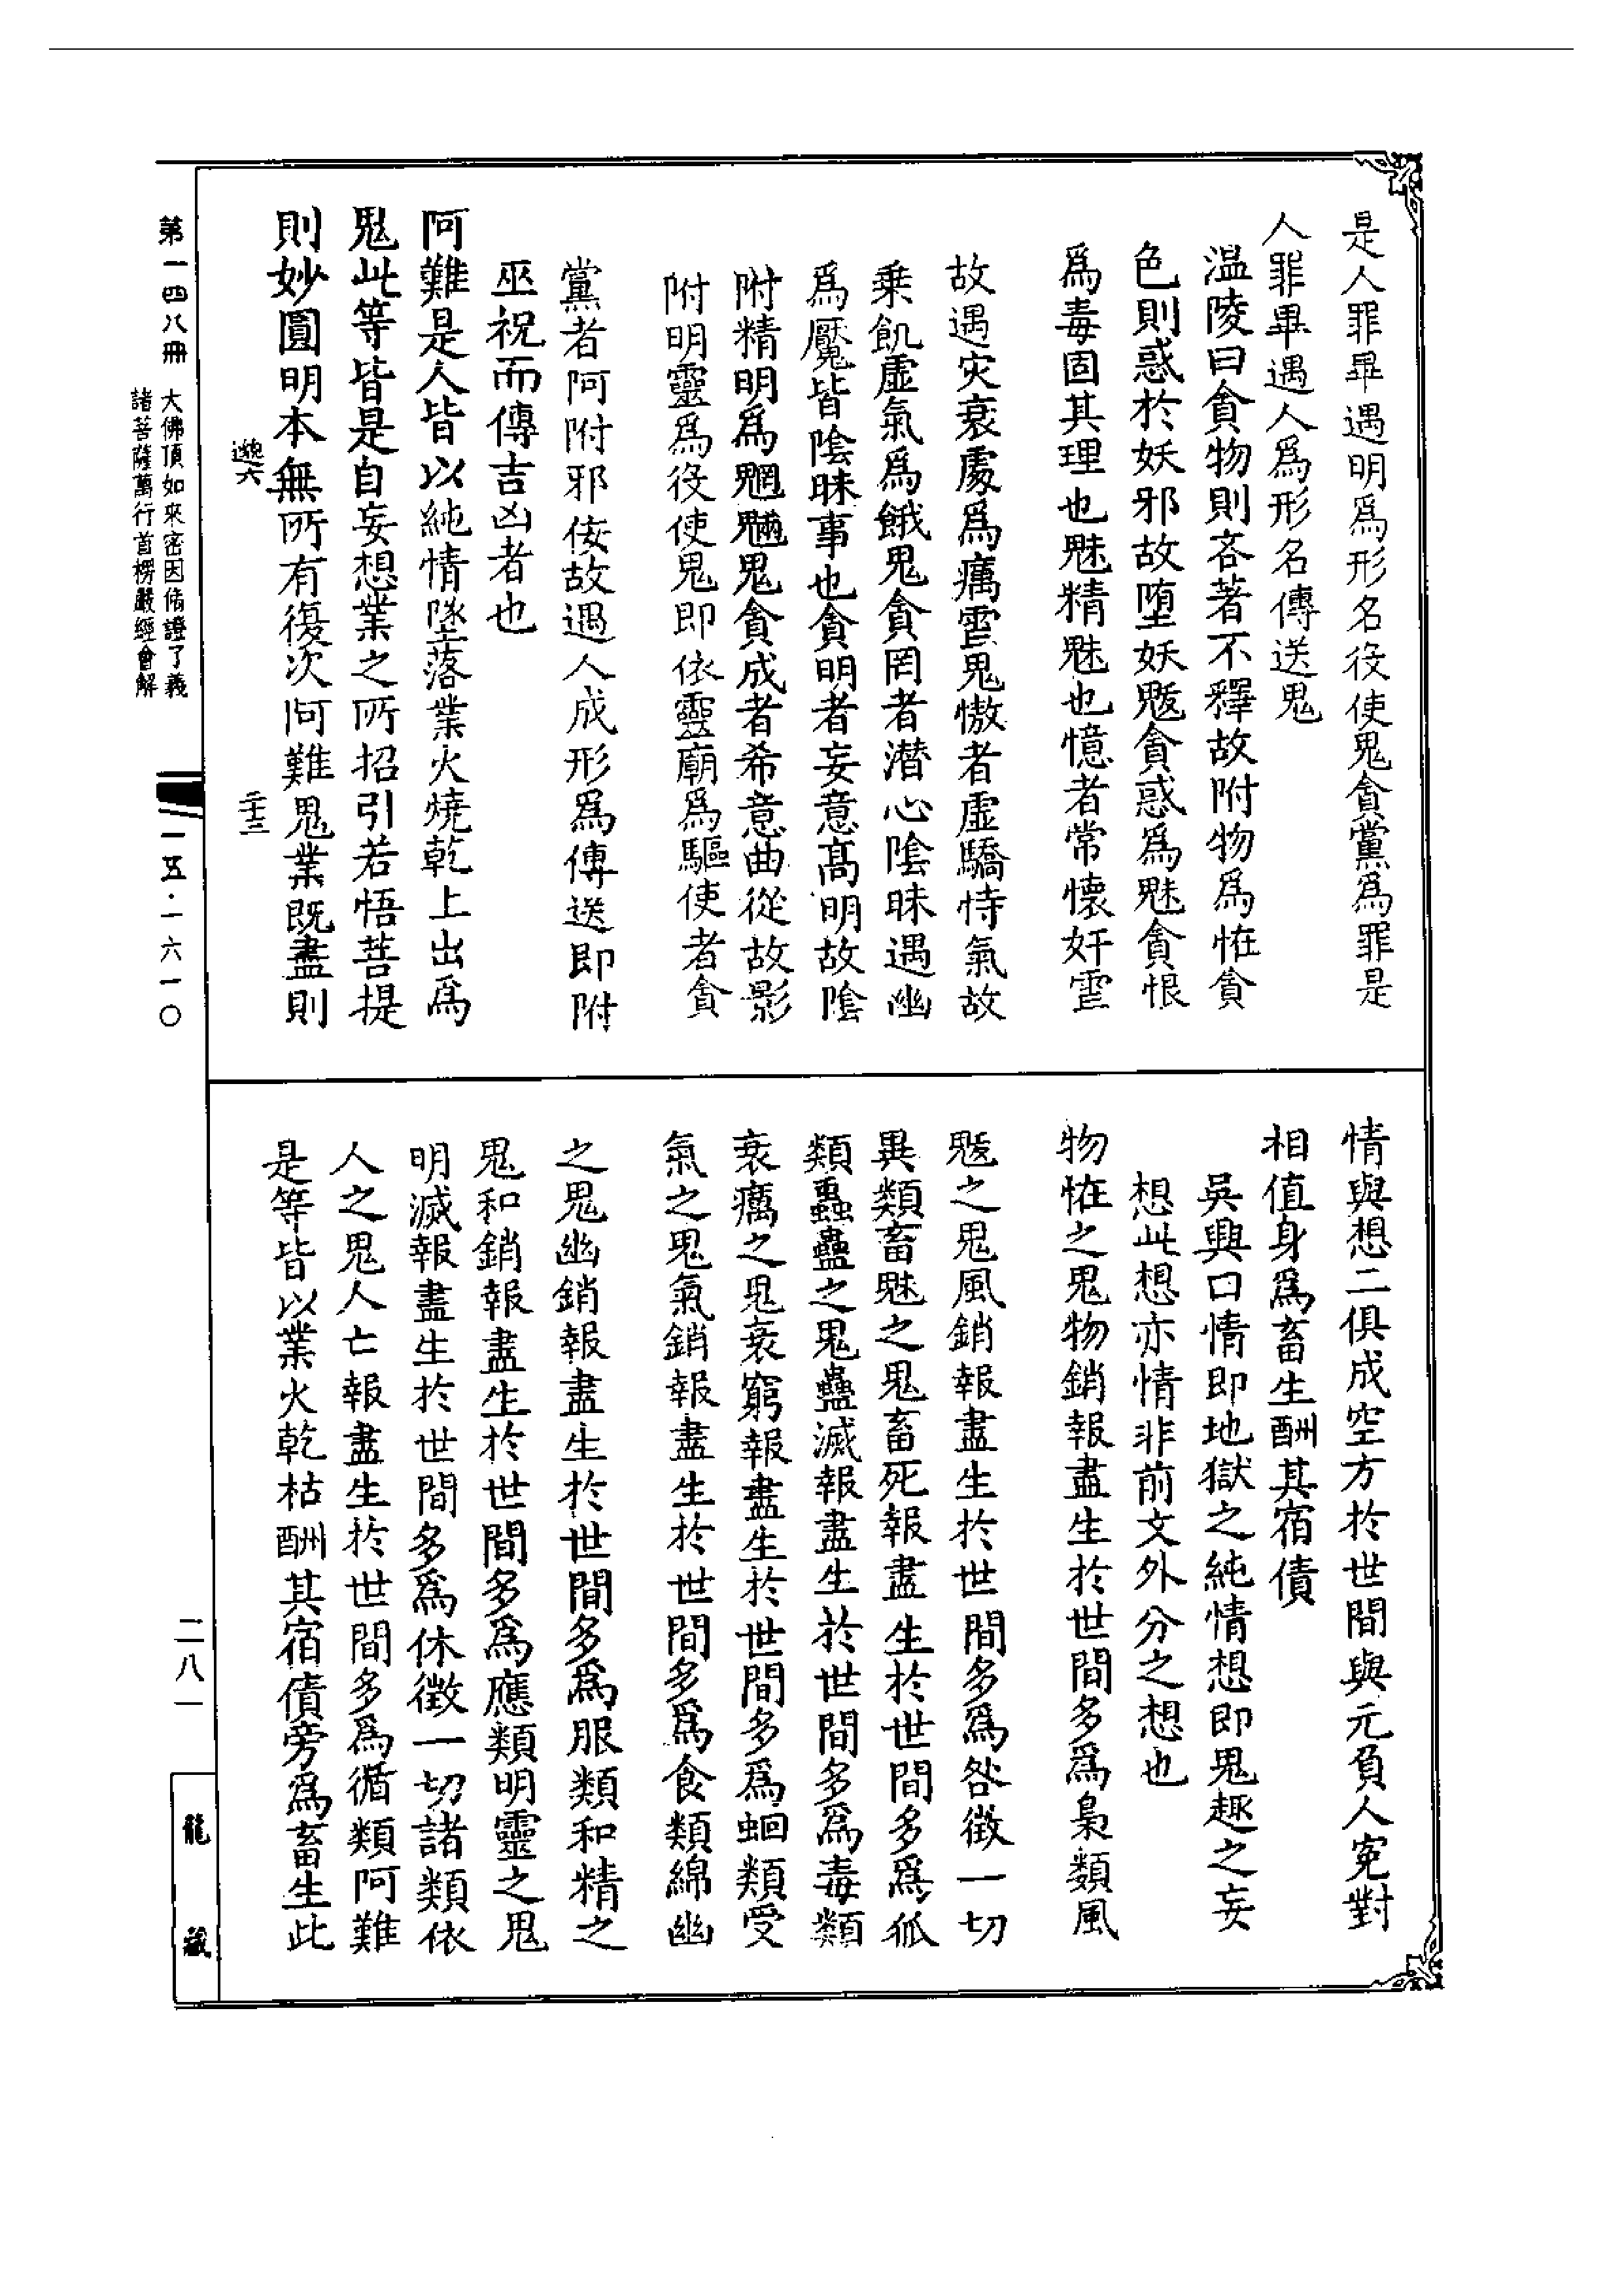 是人罪畢遇明爲形名役使鬼貪黨爲罪是
人罪畢遇人爲形名傳送鬼
溫陵曰貪物則吝著不釋故附物爲恠貪
色則惑於妖邪故堕妖魃貪惑爲魅貪恨
爲毒固其理也魅精魅也憶者常懷奸雪
故遇灾衰處爲癘雪鬼慠者虛驕恃氣故
乗飢虛氣爲餓鬼貪罔者潜心陰昧遇幽
爲魘皆陰昧事也貪明者妄意髙明故陰
附精明爲魍魎鬼貪成者希意曲從故影
附明靈爲役使鬼即依靈廟爲驅使者貪
黨者阿附邪侫故遇人成形爲傳送即附
巫祝而傳吉凶者也
阿難是人皆以純情墜落業火燒乾上出爲
鬼此等皆是自妄想業之所招引若悟菩提
則妙圓明本無所有復次阿難鬼業既盡則
情與想二俱成空方於世間與元負人寃對
相值身爲畜生酬其宿債
吳興曰情即地獄之純情想即鬼趣之妄
想此想亦情非前文外分之想也
物恠之鬼物銷報盡生於世間多爲梟類風
魃之鬼風銷報盡生於世間多爲咎徵一切
異類畜魅之鬼畜死報盡生於世間多爲狐
類蟲蠱之鬼蠱滅報盡生於世間多爲毒類
衰癘之鬼衰窮報盡生於世間多爲蛔類受
氣之鬼氣銷報盡生於世間多爲食類綿幽
之鬼幽銷報盡生於世間多爲服類和精之
鬼和銷報盡生於世間多爲應類明靈之鬼
明滅報盡生於世間多爲休徵一切諸類依
人之鬼人亡報盡生於世間多爲循類阿難
是等皆以業火乾枯酬其宿債旁爲畜生此
邈六
二十三
第一四八冊
大佛頂如來密因脩證了義
諸菩薩萬行首楞嚴經會解
一一五·一六一〇
二八一
龍藏